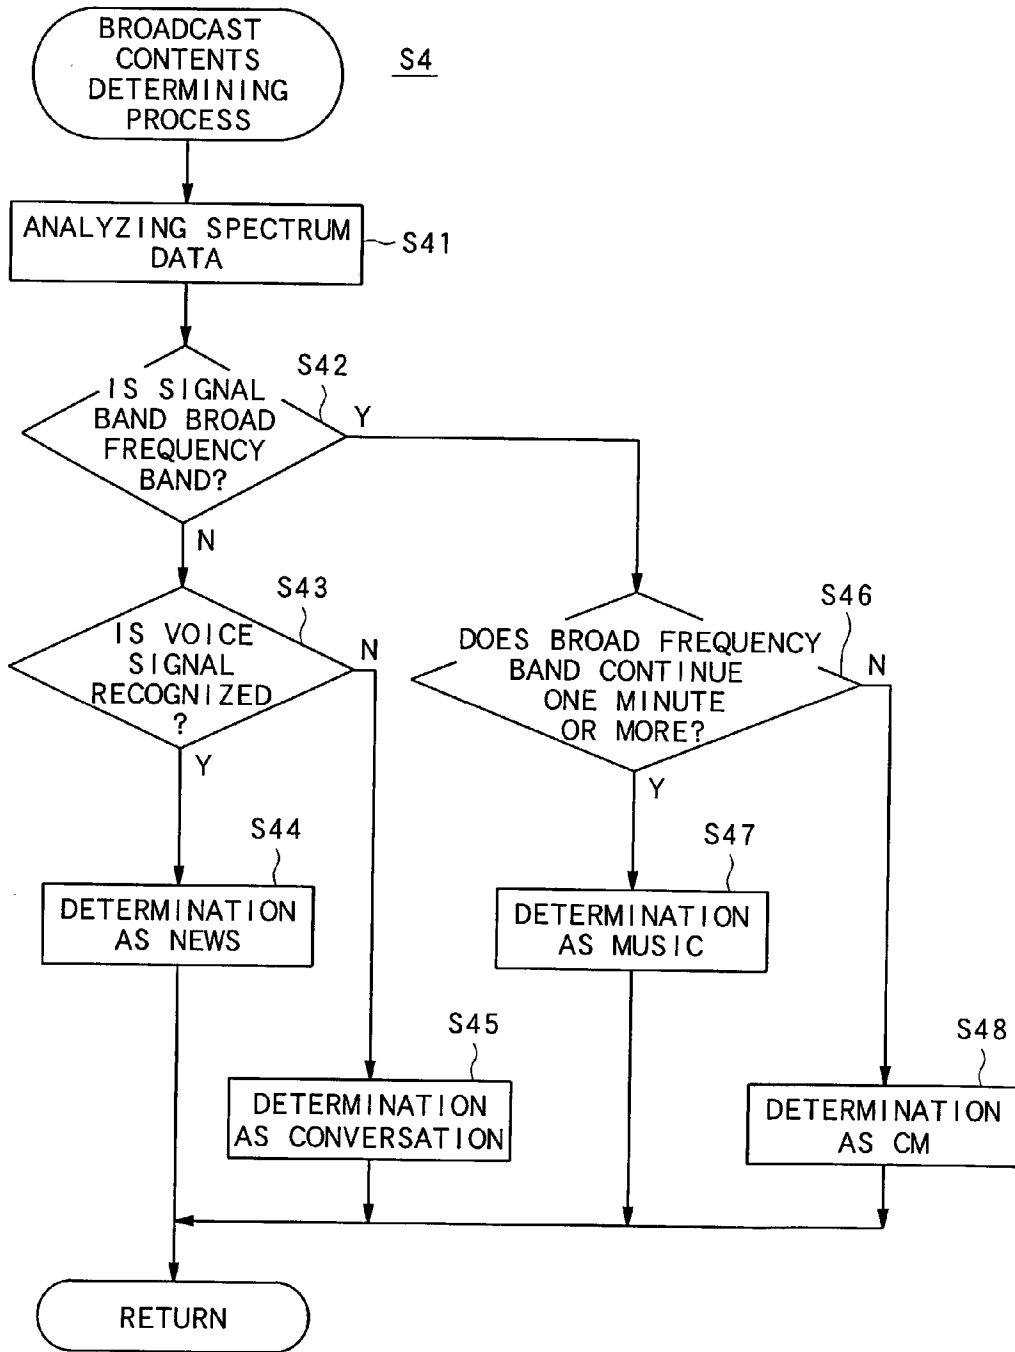 BROADCAST
CONTENTS
DETERMINING
PROCESS
S4
ANALYZING SPECTRUM
DATA
S41
S42
IS SIGNAL
BAND BROAD
FREQUENCY
BAND?
Y
N
S43
IS VOICE
SIGNAL
RECOGNIZED
?
N
Y
S46
DOES BROAD FREQUENCY
BAND CONTINUE
ONE MINUTE
OR MORE?
N
Y
S44
DETERMINATION
AS NEWS
S47
DETERMINATION
AS MUSIC
S45
DETERMINATION
AS CONVERSATION
S48
DETERMINATION
AS CM
RETURN